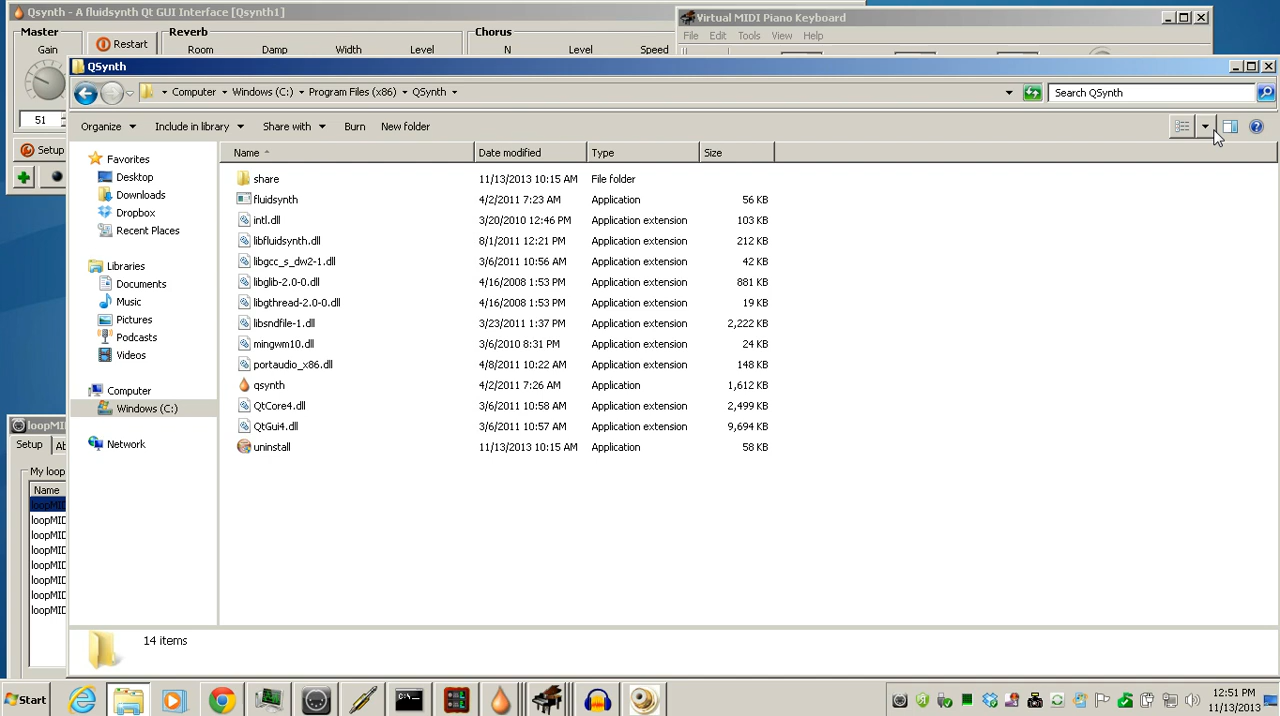 Qsynth - A fluidsynth Qt GUI Interface [Qsynth1]
Virtual MIDI Piano Keyboard
Master
Reverb
Chorus
File Edit Tools View Help
Gain
Restart
Room Damp Width Level
N Level Speed
QSynth
Computer Windows (C:) Program Files (x86) QSynth
Search QSynth
51
Organize Include in library Share with Burn New folder
Setup
Name Date modified Type Size
Favorites
Desktop
Downloads
Dropbox
Recent Places
Libraries
Documents
Music
Pictures
Podcasts
Videos
Computer
Windows (C:)
Network
share 11/13/2013 10:15 AM File folder
fluidsynth 4/2/2011 7:23 AM Application 56 KB
intl.dll 3/20/2010 12:46 PM Application extension 103 KB
libfluidsynth.dll 8/1/2011 12:21 PM Application extension 212 KB
libgcc_s_dw2-1.dll 3/6/2011 10:56 AM Application extension 42 KB
libglib-2.0-0.dll 4/16/2008 1:53 PM Application extension 881 KB
libgthread-2.0-0.dll 4/16/2008 1:53 PM Application extension 19 KB
libsndfile-1.dll 3/23/2011 1:37 PM Application extension 2,222 KB
mingwm10.dll 3/6/2010 8:31 PM Application extension 24 KB
portaudio_x86.dll 4/8/2011 10:22 AM Application extension 148 KB
qsynth 4/2/2011 7:26 AM Application 1,612 KB
QtCore4.dll 3/6/2011 10:58 AM Application extension 2,499 KB
QtGui4.dll 3/6/2011 10:57 AM Application extension 9,694 KB
uninstall 11/13/2013 10:15 AM Application 58 KB
loopMI
Setup Al
My loop
Name
loopMID
loopMID
loopMID
loopMID
loopMID
loopMID
loopMID
loopMID
14 items
Start
12:51 PM
11/13/2013